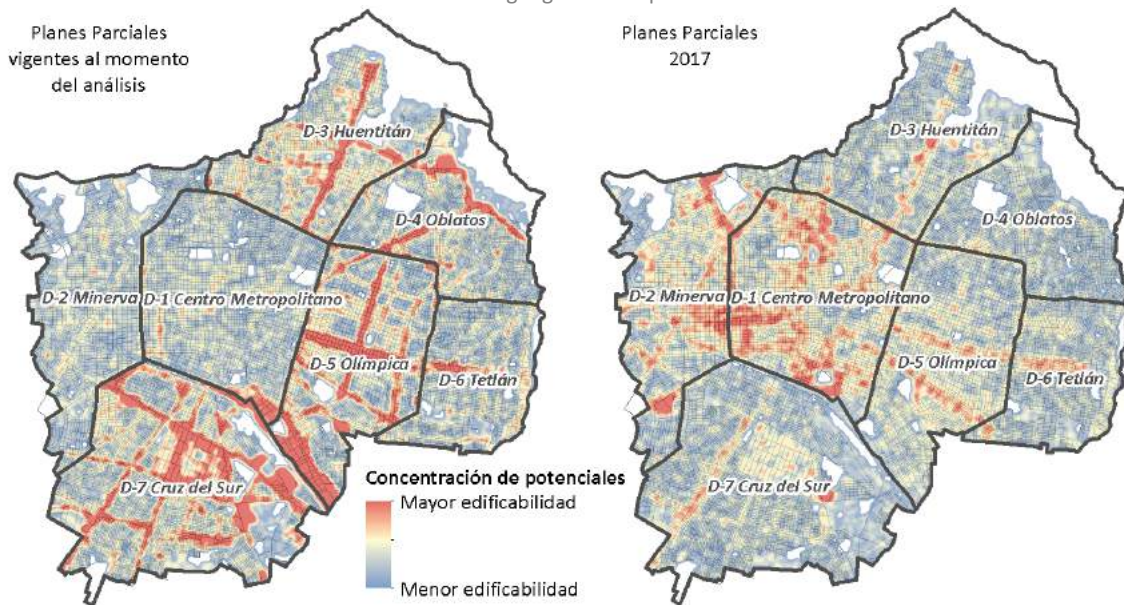 Planes Parciales
vigentes al momento
del análisis
D-3 Huentitán
D-4 Oblatos
D-2 Minerva
D-1 Centro Metropolitano
D-5 Olímpica
D-6 Tetlán
D-7 Cruz del Sur
Concentración de potenciales
Mayor edificabilidad
Menor edificabilidad
Planes Parciales
2017
D-3 Huentitán
D-4 Oblatos
D-2 Minerva
D-1 Centro Metropolitano
D-5 Olímpica
D-6 Tetlán
D-7 Cruz del Sur